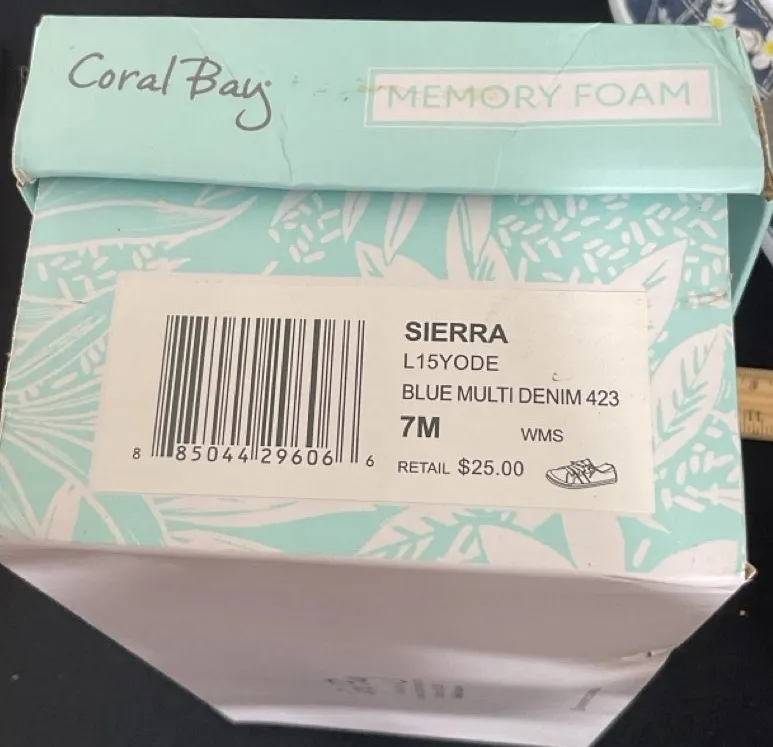 Coral Bay
MEMORY FOAM
SIERRA
L15YODE
BLUE MULTI DENIM 423
7M WMS
RETAIL $25.00
8 85044 29606 6